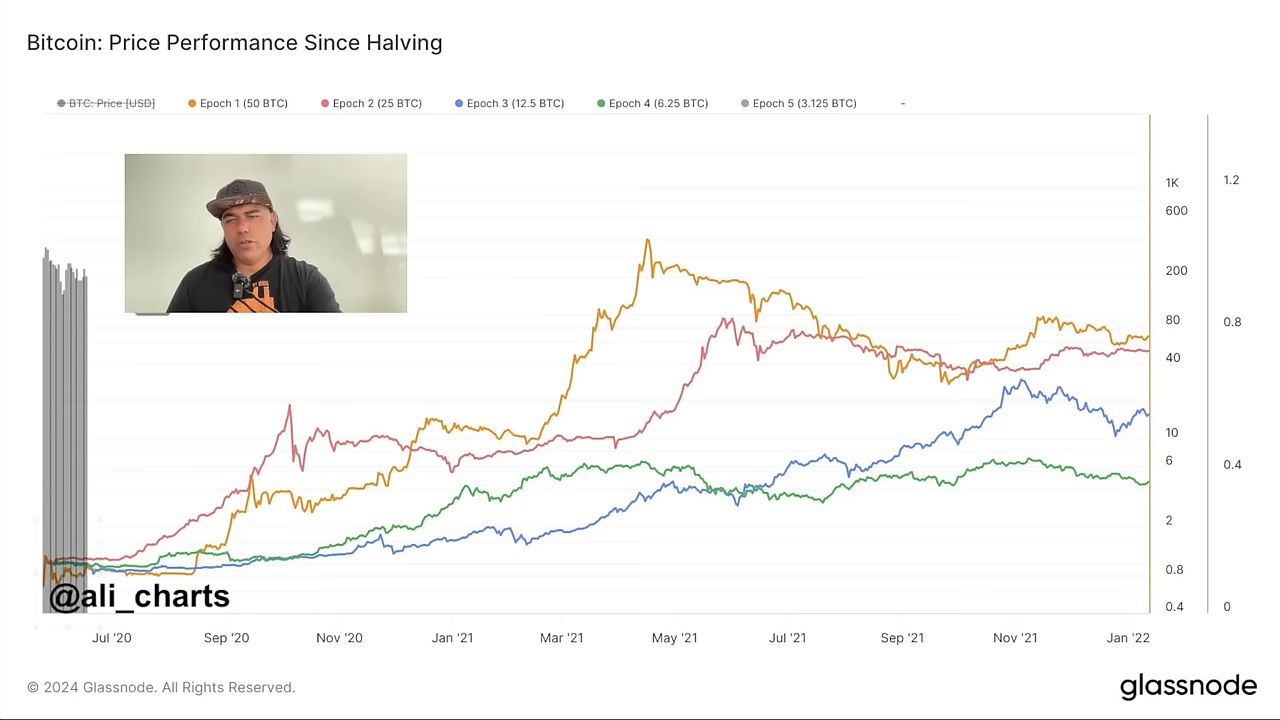 Bitcoin: Price Performance Since Halving
BTC: Price [USD] Epoch 1 (50 BTC) Epoch 2 (25 BTC) Epoch 3 (12.5 BTC) Epoch 4 (6.25 BTC) Epoch 5 (3.125 BTC) -
1K
600
200
80
40
10
6
2
0.8
0.4
1.2
0.8
0.4
0
@ali_charts
Jul '20 Sep '20 Nov '20 Jan '21 Mar '21 May '21 Jul '21 Sep '21 Nov '21 Jan '22
© 2024 Glassnode. All Rights Reserved.
glassnode